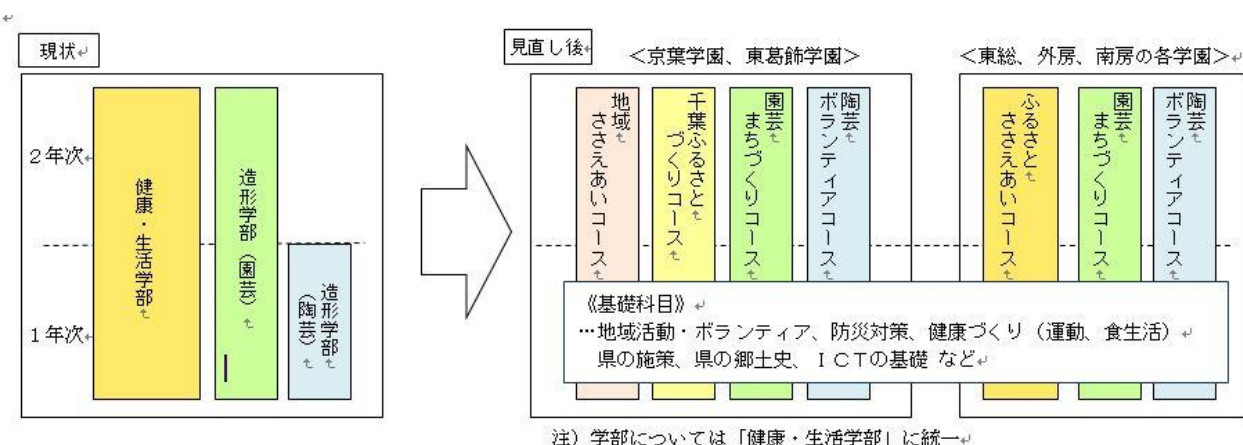 現状
2年次
1年次
健康・生活学部
造形学部（園芸）
造形学部
（陶芸）
見直し後
＜京葉学園、東葛飾学園＞
地域
ささえあいコース
千葉ふるさと
づくりコース
園芸
まちづくりコース
陶芸
ボランティアコース
＜東総、外房、南房の各学園＞
ふるさと
ささえあいコース
園芸
まちづくりコース
陶芸
ボランティアコース
《基礎科目》
…地域活動・ボランティア、防災対策、健康づくり（運動、食生活）
県の施策、県の郷土史、ＩＣＴの基礎 など
注）学部については「健康・生活学部」に統一